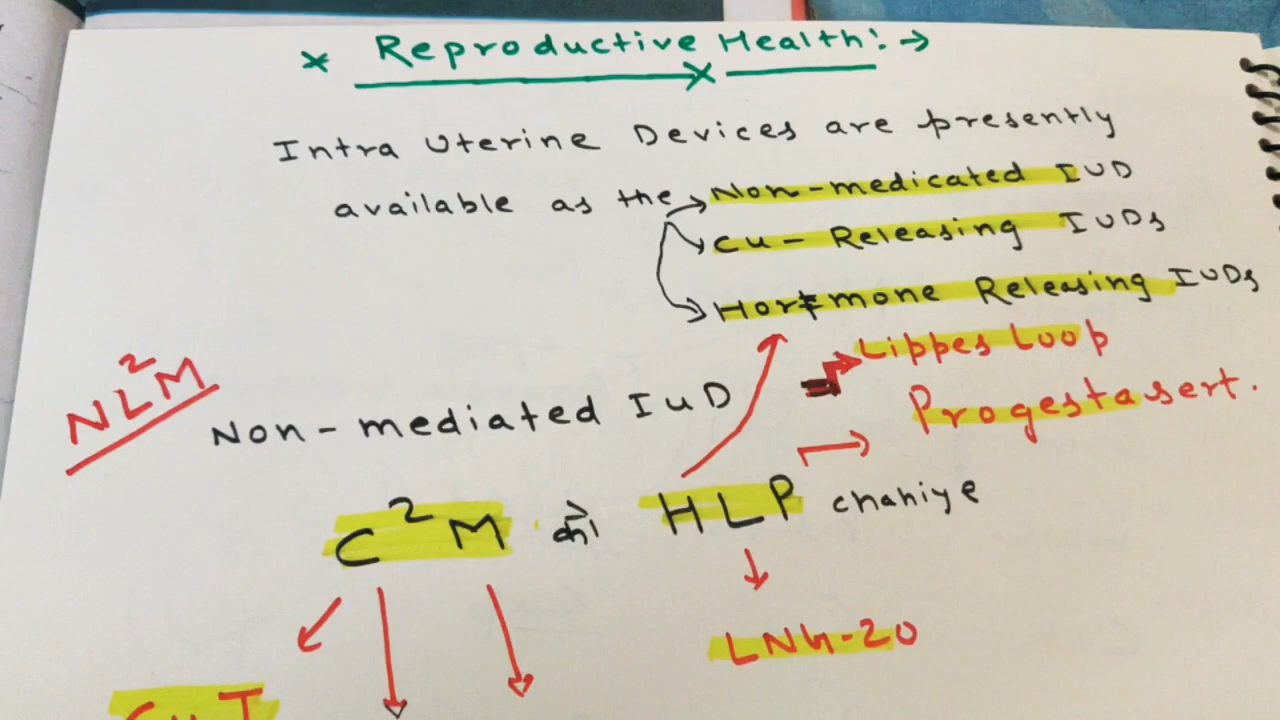 * Reproductive Health:→
Intra Uterine Devices are presently
available as the → Non-medicated IUD
Cu- Releasing IUDs
Hormone Releasing IUDs
Lippes Loop
NL²M
Non-mediated IUD
Progestasert.
C²M को HLP chahiye
LNG-20
Cu T